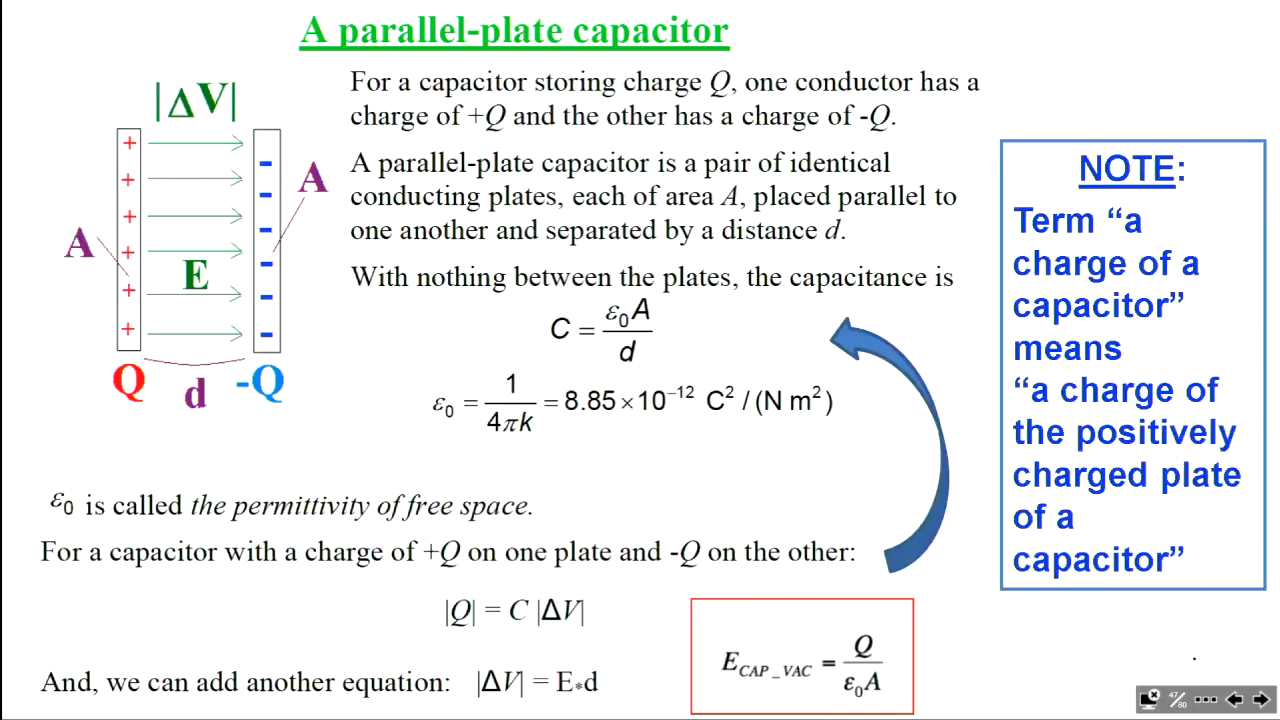 A parallel-plate capacitor
|ΔV|
+ -
+ -
+ -
+ -
+ -
+ -
A
A
E
Q
d
-Q
For a capacitor storing charge Q, one conductor has a
charge of +Q and the other has a charge of -Q.
A parallel-plate capacitor is a pair of identical
conducting plates, each of area A, placed parallel to
one another and separated by a distance d.
With nothing between the plates, the capacitance is
C = ε₀A / d
ε₀ = 1 / 4πk = 8.85×10⁻¹² C² / (N m²)
ε₀ is called the permittivity of free space.
For a capacitor with a charge of +Q on one plate and -Q on the other:
|Q| = C |ΔV|
And, we can add another equation: |ΔV| = E*d
E_CAP_VAC = Q / ε₀A
NOTE:
Term “a
charge of a
capacitor”
means
“a charge of
the positively
charged plate
of a
capacitor”
47/80